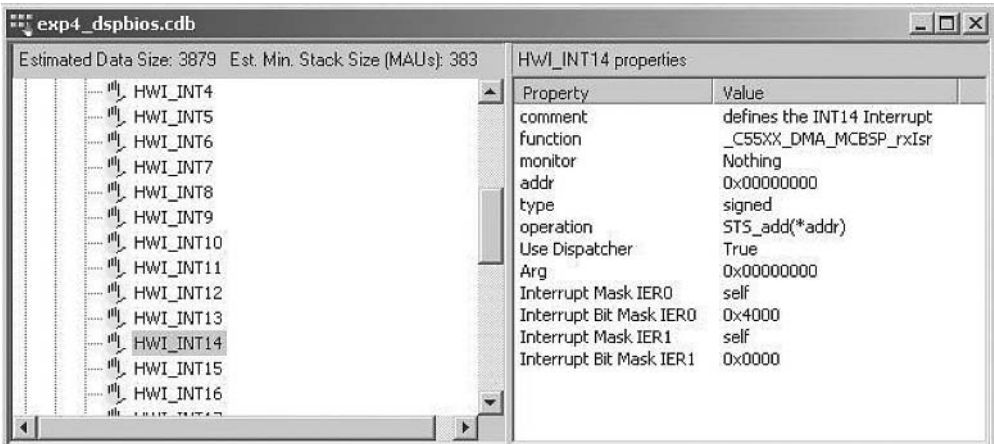 exp4_dspbios.cdb
Estimated Data Size: 3879 Est. Min. Stack Size (MAUs): 383
HWI_INT4
HWI_INT5
HWI_INT6
HWI_INT7
HWI_INT8
HWI_INT9
HWI_INT10
HWI_INT11
HWI_INT12
HWI_INT13
HWI_INT14
HWI_INT15
HWI_INT16
HWI_INT14 properties
Property Value
comment defines the INT14 Interrupt
function _C55XX_DMA_MCBSP_rxIsr
monitor Nothing
addr 0x00000000
type signed
operation STS_add(*addr)
Use Dispatcher True
Arg 0x00000000
Interrupt Mask IER0 self
Interrupt Bit Mask IER0 0x4000
Interrupt Mask IER1 self
Interrupt Bit Mask IER1 0x0000